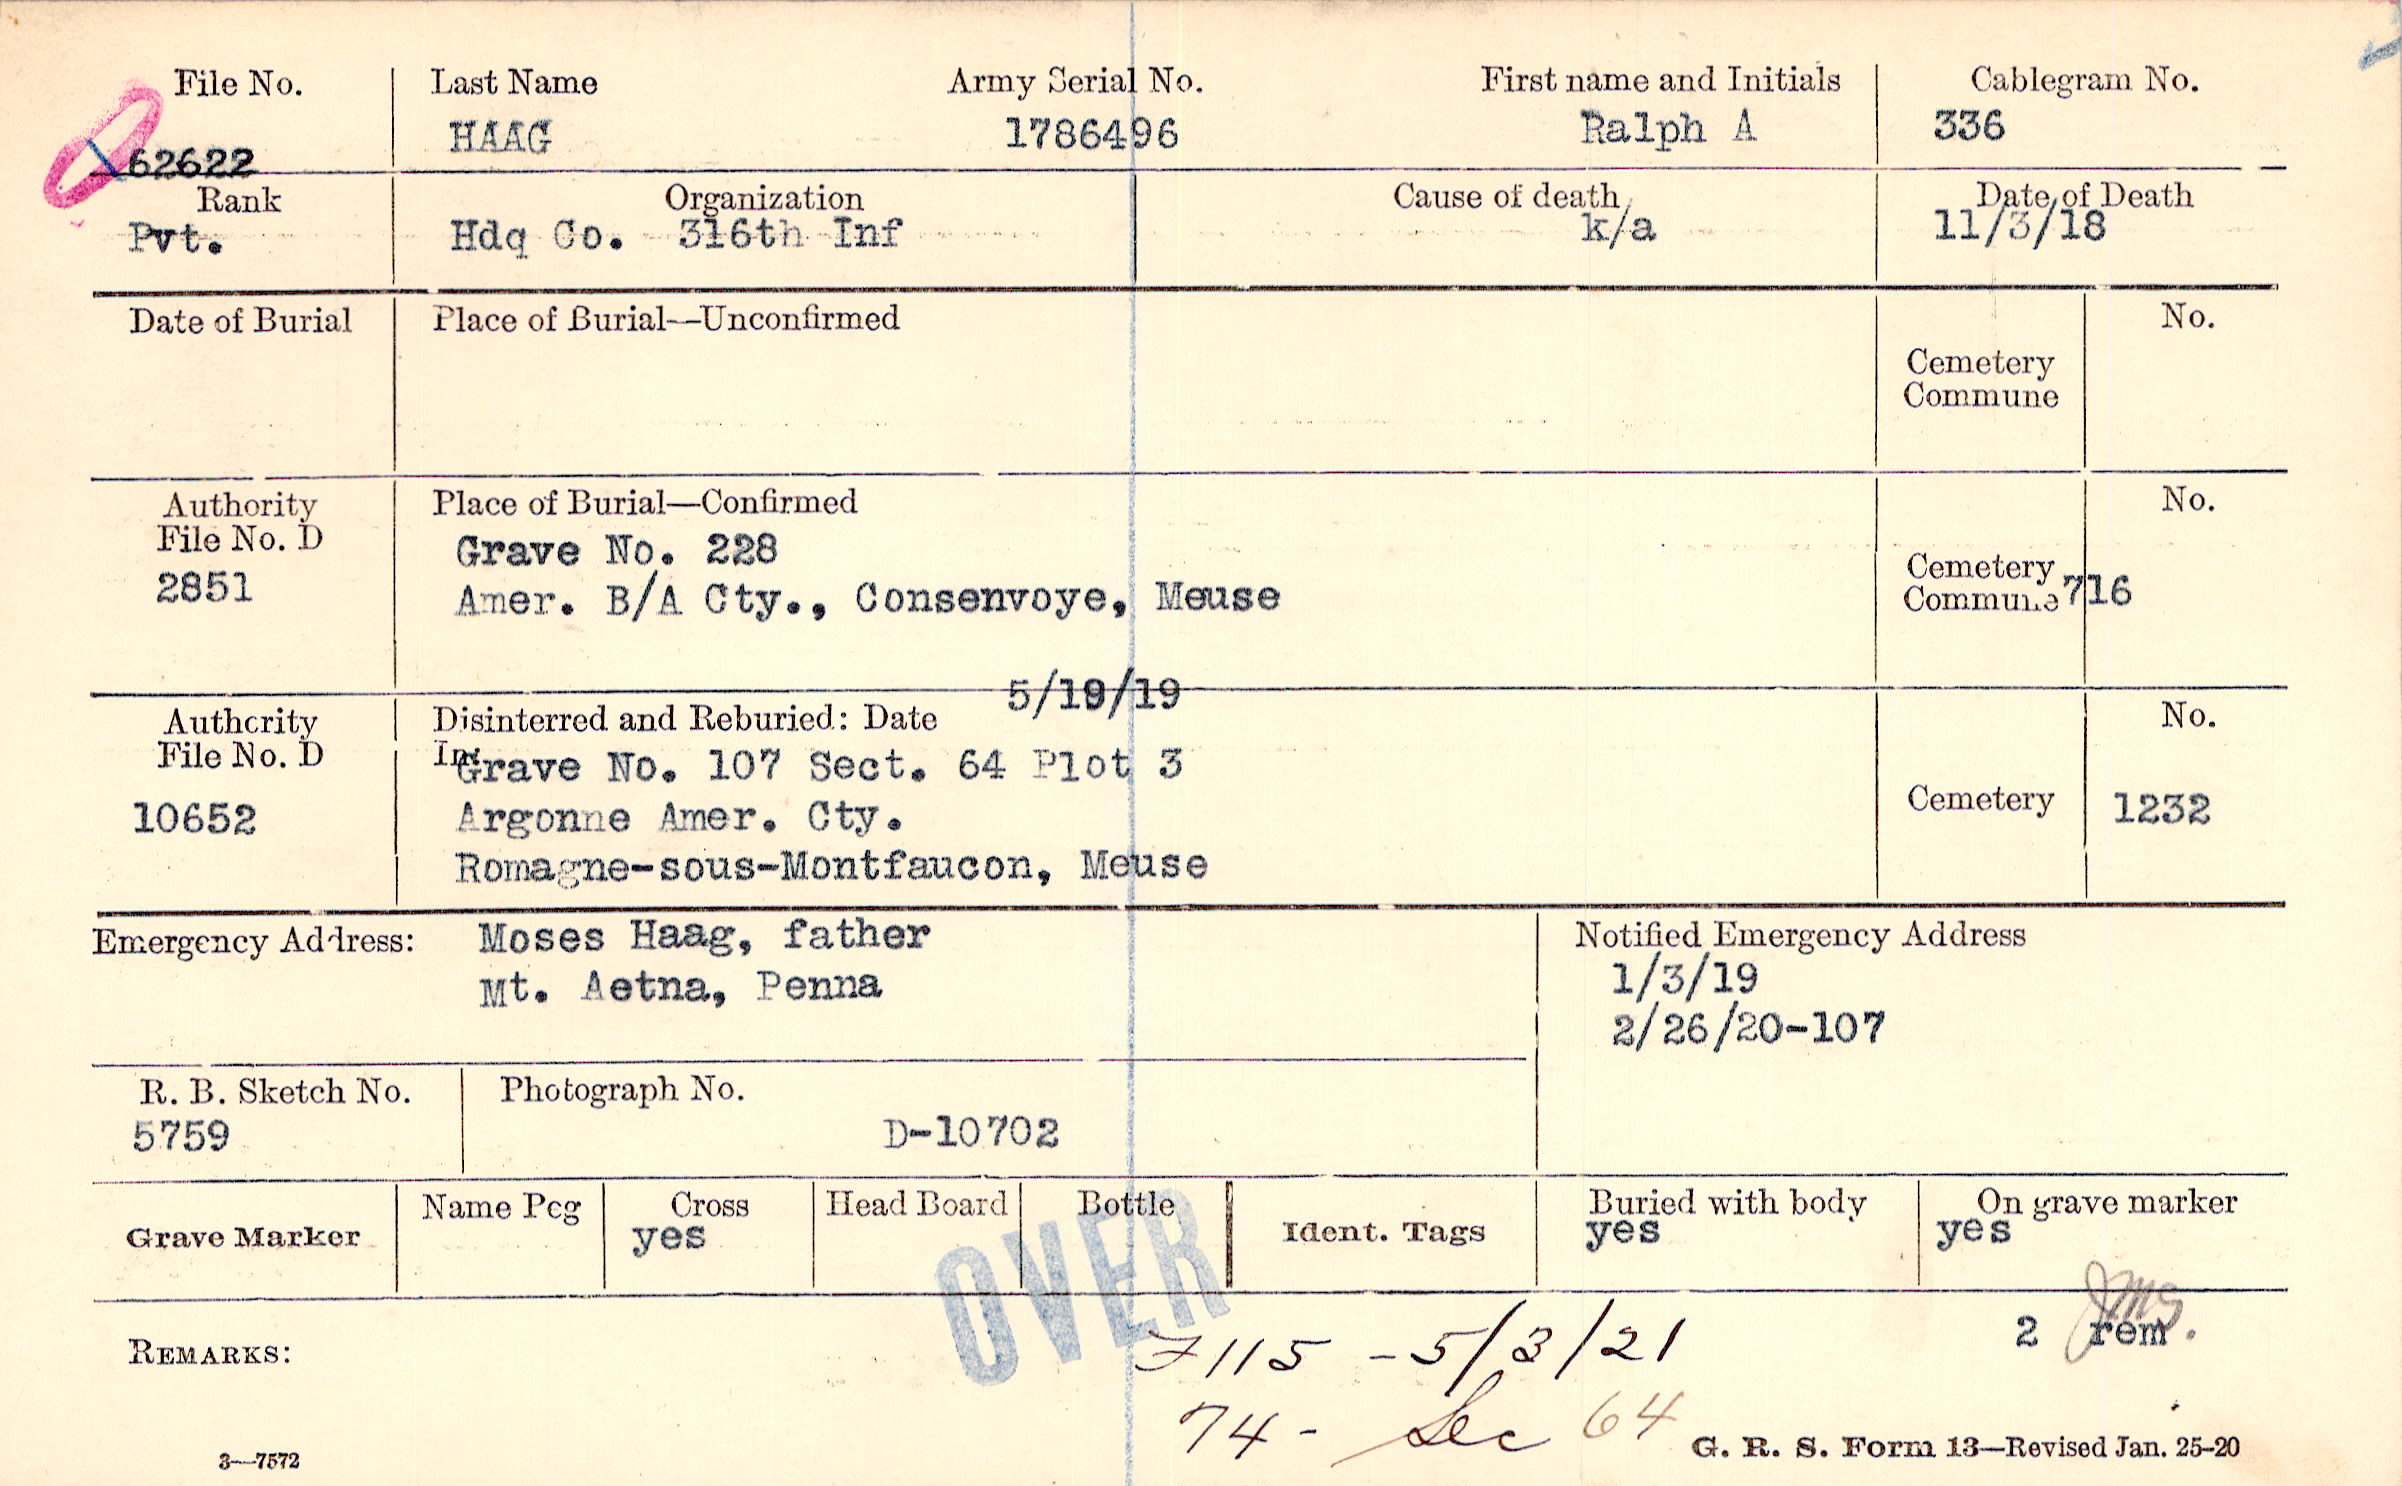 File No. Last Name Army Serial No. First name and Initials Cablegram No.
62622 HAAG 1786496 Ralph A 336
Rank Organization Cause of death Date of Death
Pvt. Hdq Co. 316th Inf k/a 11/3/18
Date of Burial Place of Burial—Unconfirmed No.
Cemetery
Commune
Authority Place of Burial—Confirmed No.
File No. D Grave No. 228
2851 Amer. B/A Cty., Consenvoye, Meuse Cemetery
Commune 716
5/19/19
Authority Disinterred and Reburied: Date No.
File No. D In: Grave No. 107 Sect. 64 Plot 3
10652 Argonne Amer. Cty. Cemetery 1232
Romagne-sous-Montfaucon, Meuse
Emergency Address: Moses Haag, father Notified Emergency Address
Mt. Aetna, Penna 1/3/19
2/26/20-107
R. B. Sketch No. Photograph No.
5759 D-10702
Grave Marker Name Peg Cross Head Board Bottle Ident. Tags Buried with body On grave marker
yes yes yes
OVER
REMARKS: 7115 - 5/3/21 2 rem.
74- Sec 64
3—7572 G. R. S. Form 13—Revised Jan. 25-20